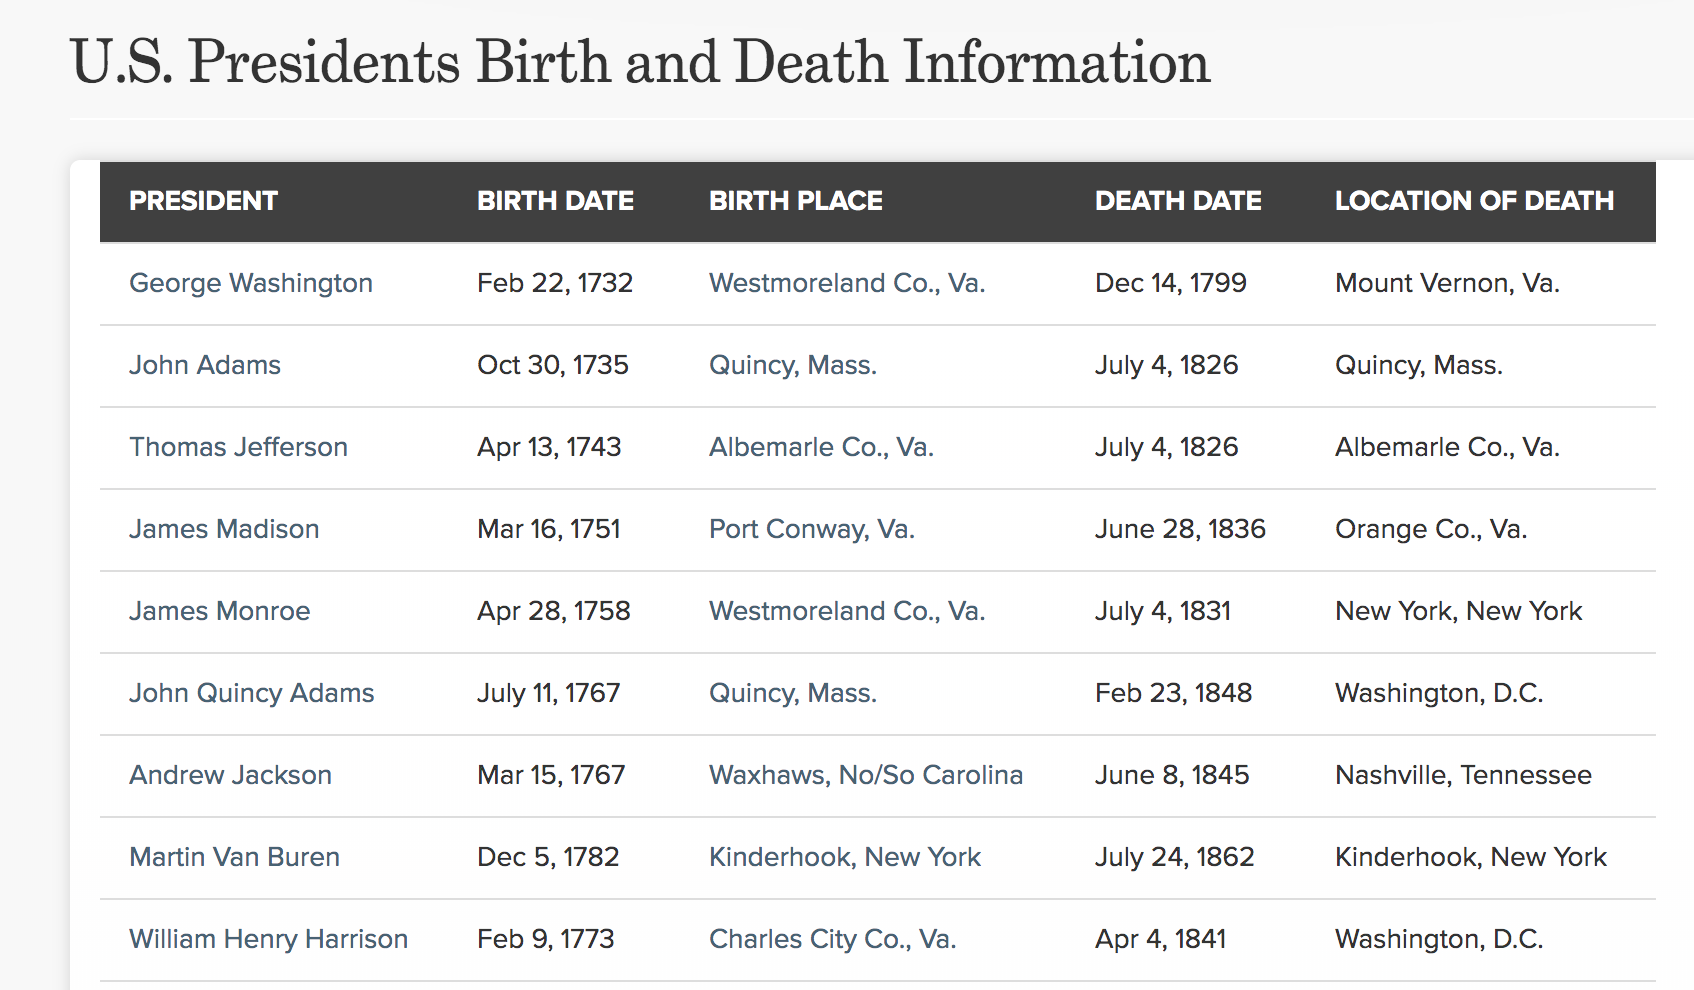 U.S. Presidents Birth and Death Information
PRESIDENT BIRTH DATE BIRTH PLACE DEATH DATE LOCATION OF DEATH
George Washington Feb 22, 1732 Westmoreland Co., Va. Dec 14, 1799 Mount Vernon, Va.
John Adams Oct 30, 1735 Quincy, Mass. July 4, 1826 Quincy, Mass.
Thomas Jefferson Apr 13, 1743 Albemarle Co., Va. July 4, 1826 Albemarle Co., Va.
James Madison Mar 16, 1751 Port Conway, Va. June 28, 1836 Orange Co., Va.
James Monroe Apr 28, 1758 Westmoreland Co., Va. July 4, 1831 New York, New York
John Quincy Adams July 11, 1767 Quincy, Mass. Feb 23, 1848 Washington, D.C.
Andrew Jackson Mar 15, 1767 Waxhaws, No/So Carolina June 8, 1845 Nashville, Tennessee
Martin Van Buren Dec 5, 1782 Kinderhook, New York July 24, 1862 Kinderhook, New York
William Henry Harrison Feb 9, 1773 Charles City Co., Va. Apr 4, 1841 Washington, D.C.